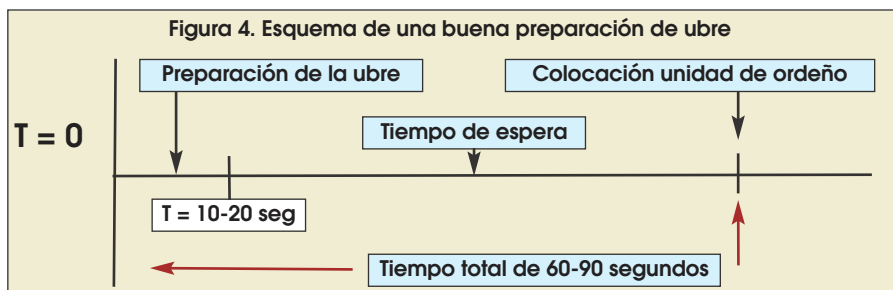 Figura 4. Esquema de una buena preparación de ubre
Preparación de la ubre
Colocación unidad de ordeño
T = 0
Tiempo de espera
T = 10-20 seg
Tiempo total de 60-90 segundos